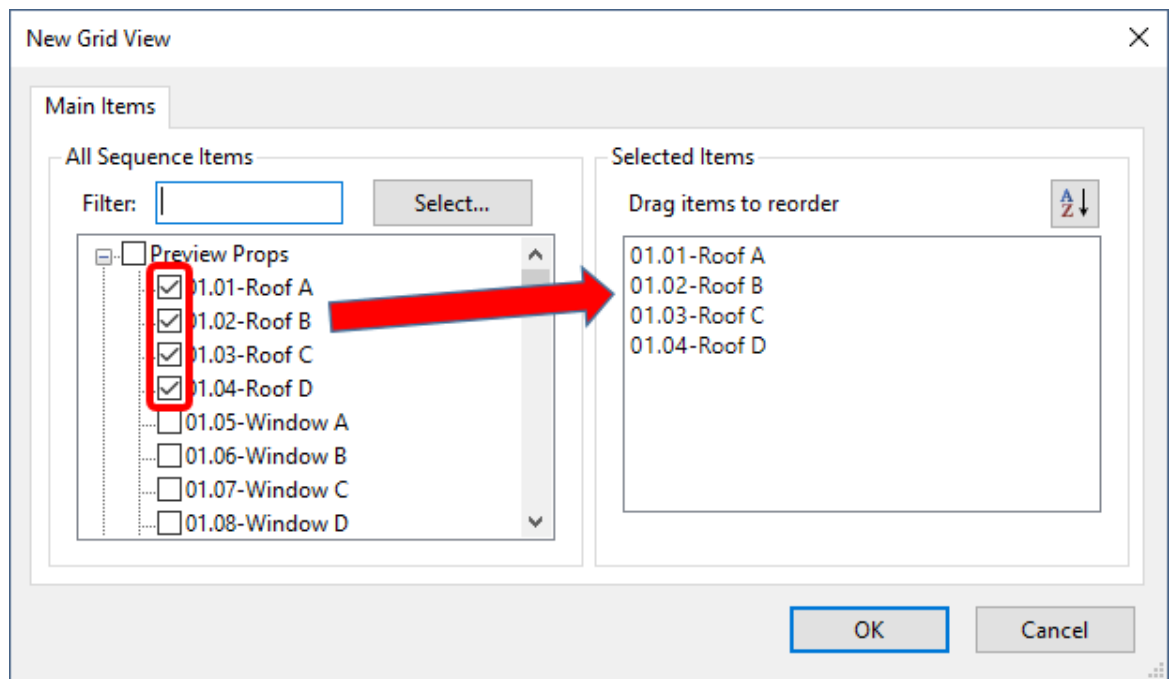 New Grid View
Main Items
All Sequence Items
Filter:
Select...
Preview Props
01.01-Roof A
01.02-Roof B
01.03-Roof C
01.04-Roof D
01.05-Window A
01.06-Window B
01.07-Window C
01.08-Window D
Selected Items
Drag items to reorder
A
Z
01.01-Roof A
01.02-Roof B
01.03-Roof C
01.04-Roof D
OK
Cancel